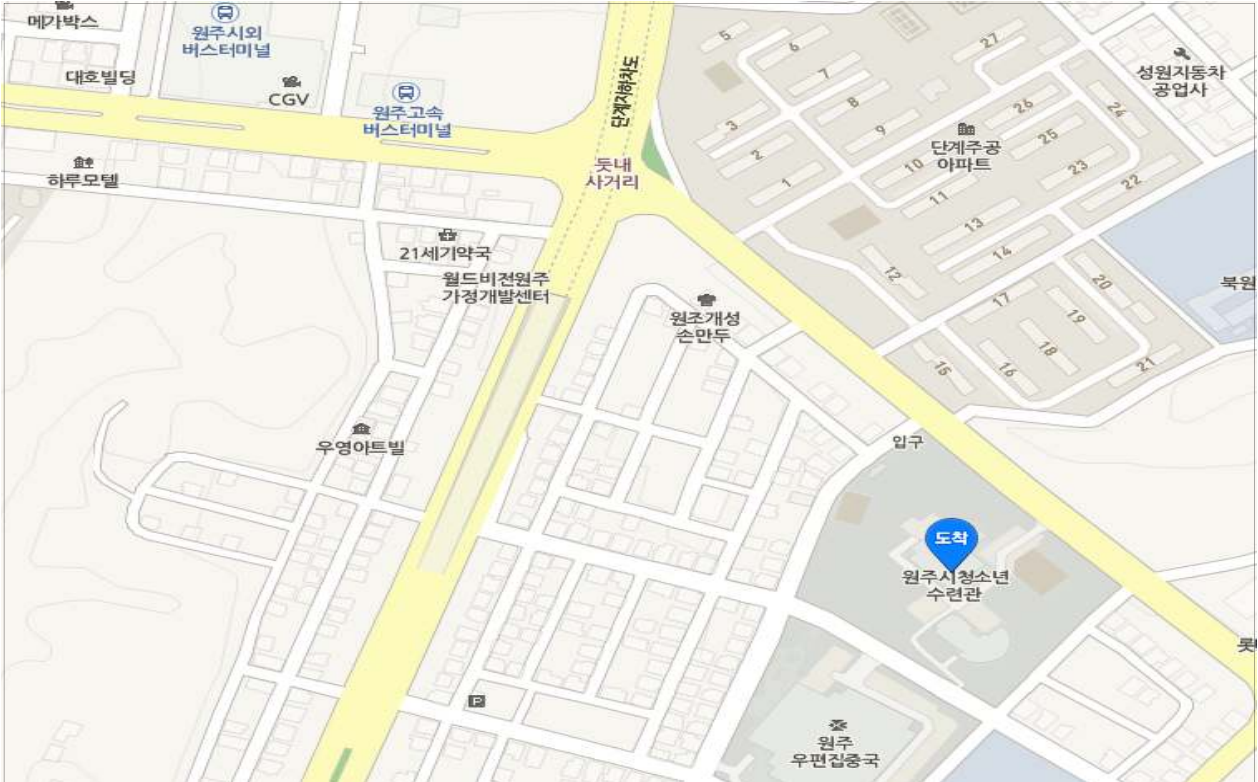 메가박스
원주시외
버스터미널
대호빌딩
CGV
원주고속
버스터미널
하루모텔
단계지하차도
둣내
사거리
21세기약국
월드비전원주
가정개발센터
원조개성
손만두
우영아트빌
P
5
6
7
8
9
3
2
1
10
11
12
13
14
27
26
25
24
23
22
단계주공
아파트
성원지동차
공업사
북원
15
16
17
18
19
20
21
입구
도착
원주시청소년
수련관
원주
우편집중국